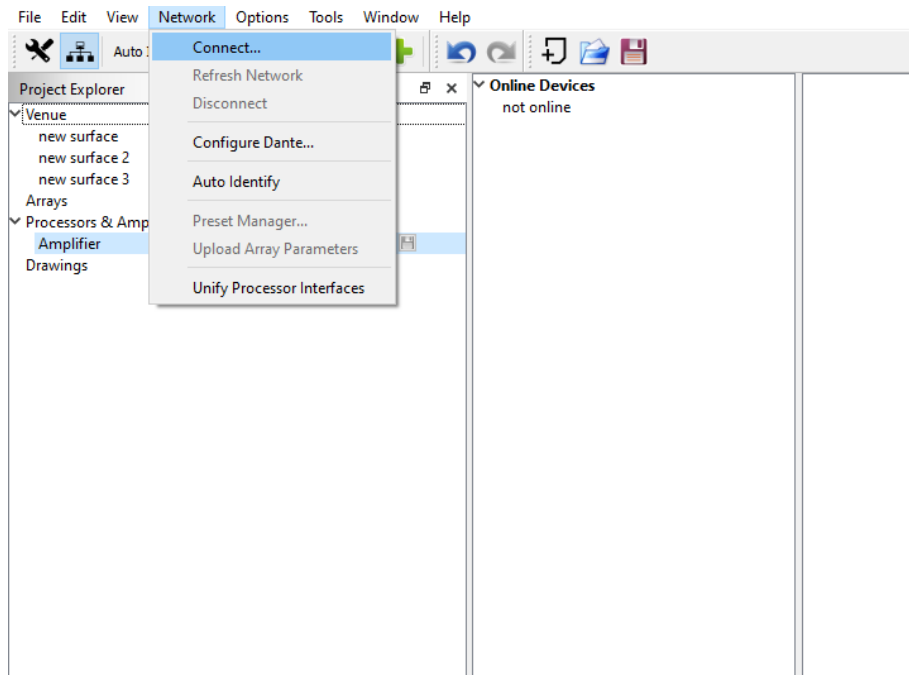 File Edit View Network Options Tools Window Help
Auto
Connect...
Refresh Network
Disconnect
Configure Dante...
Auto Identify
Preset Manager...
Upload Array Parameters
Unify Processor Interfaces
Project Explorer
Venue
new surface
new surface 2
new surface 3
Arrays
Processors & Amp
Amplifier
Drawings
Online Devices
not online